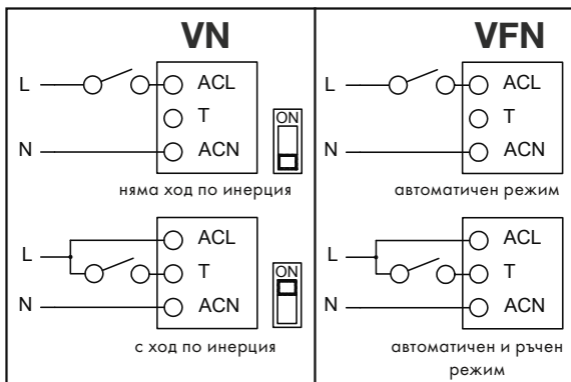 VN
L
ACL
T
N
ACN
ON
няма ход по инерция
L
ACL
T
N
ACN
ON
с ход по инерция
VFN
L
ACL
T
N
ACN
автоматичен режим
L
ACL
T
N
ACN
автоматичен и ръчен
режим